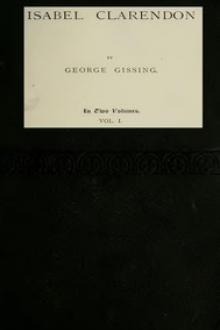 ISABEL CLARENDON
BY
GEORGE GISSING.
In Two Volumes.
VOL. I.